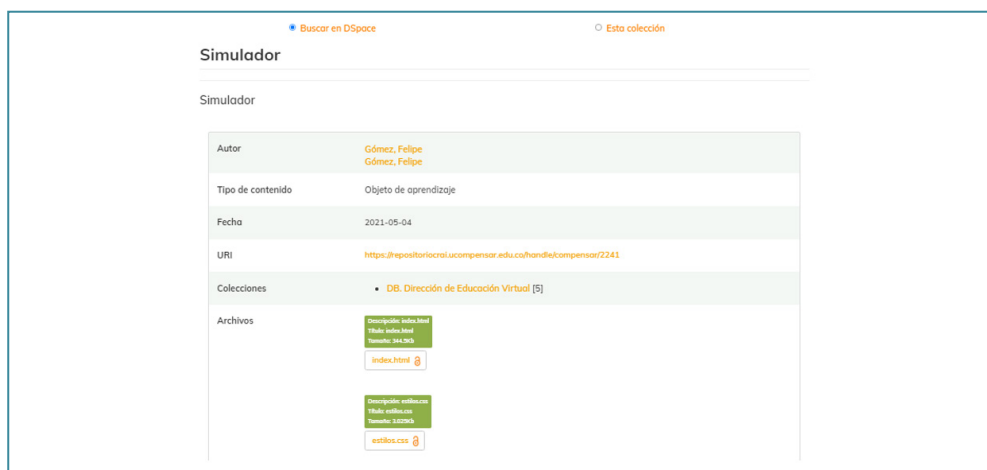 Buscar en DSpace
Esta colección
Simulador
Simulador
Autor
Gómez, Felipe
Gómez, Felipe
Tipo de contenido
Objeto de aprendizaje
Fecha
2021-05-04
URI
https://repositoriocrai.ucompensar.edu.co/handle/compensar/2241
Colecciones
DB. Dirección de Educación Virtual [5]
Archivos
Descripción: index.html
Título: index.html
Tamaño: 344.5Kb
index.html
Descripción: estilos.css
Título: estilos.css
Tamaño: 3.025Kb
estilos.css